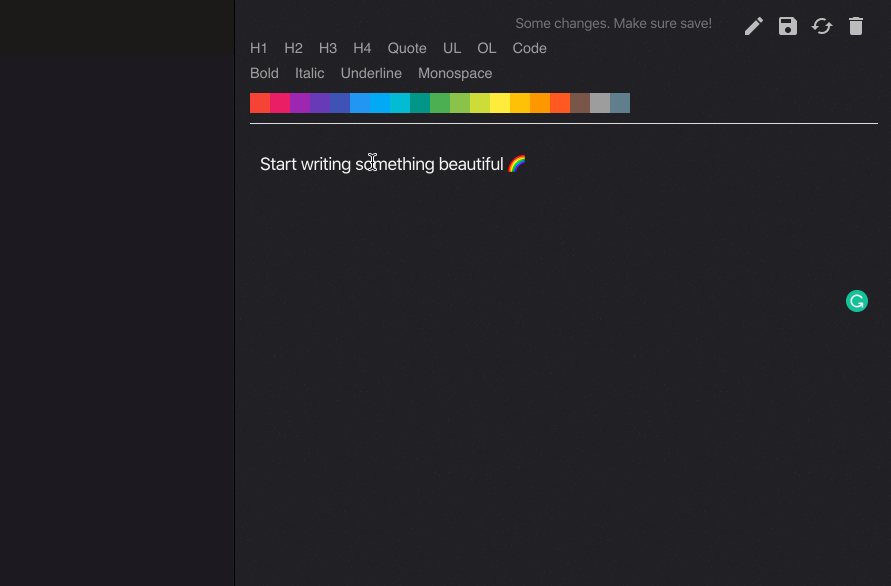 Some changes. Make sure save!
H1 H2 H3 H4 Quote UL OL Code
Bold Italic Underline Monospace
Start writing something beautiful 🌈